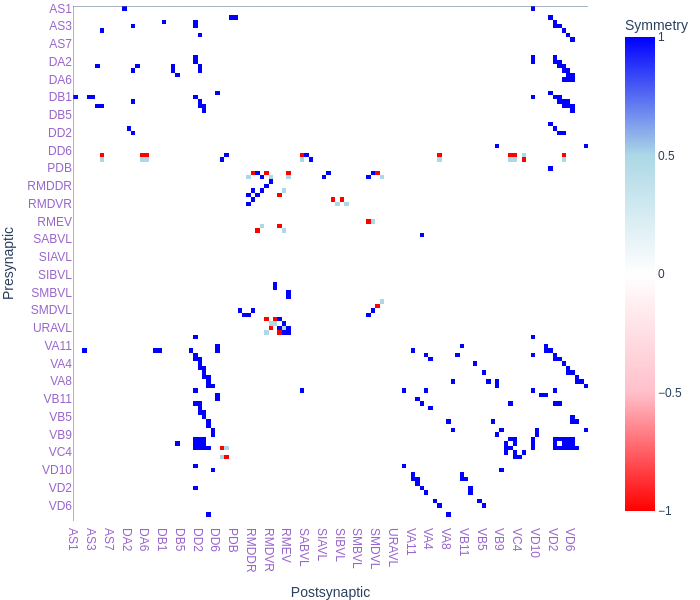 Symmetry
1
0.5
0
−0.5
−1
Presynaptic
AS1
AS3
AS7
DA2
DA6
DB1
DB5
DD2
DD6
PDB
RMDDR
RMDVR
RMEV
SABVL
SIAVL
SIBVL
SMBVL
SMDVL
URAVL
VA11
VA4
VA8
VB11
VB5
VB9
VC4
VD10
VD2
VD6
AS1
AS3
AS7
DA2
DA6
DB1
DB5
DD2
DD6
PDB
RMDDR
RMDVR
RMEV
SABVL
SIAVL
SIBVL
SMBVL
SMDVL
URAVL
VA11
VA4
VA8
VB11
VB5
VB9
VC4
VD10
VD2
VD6
Postsynaptic